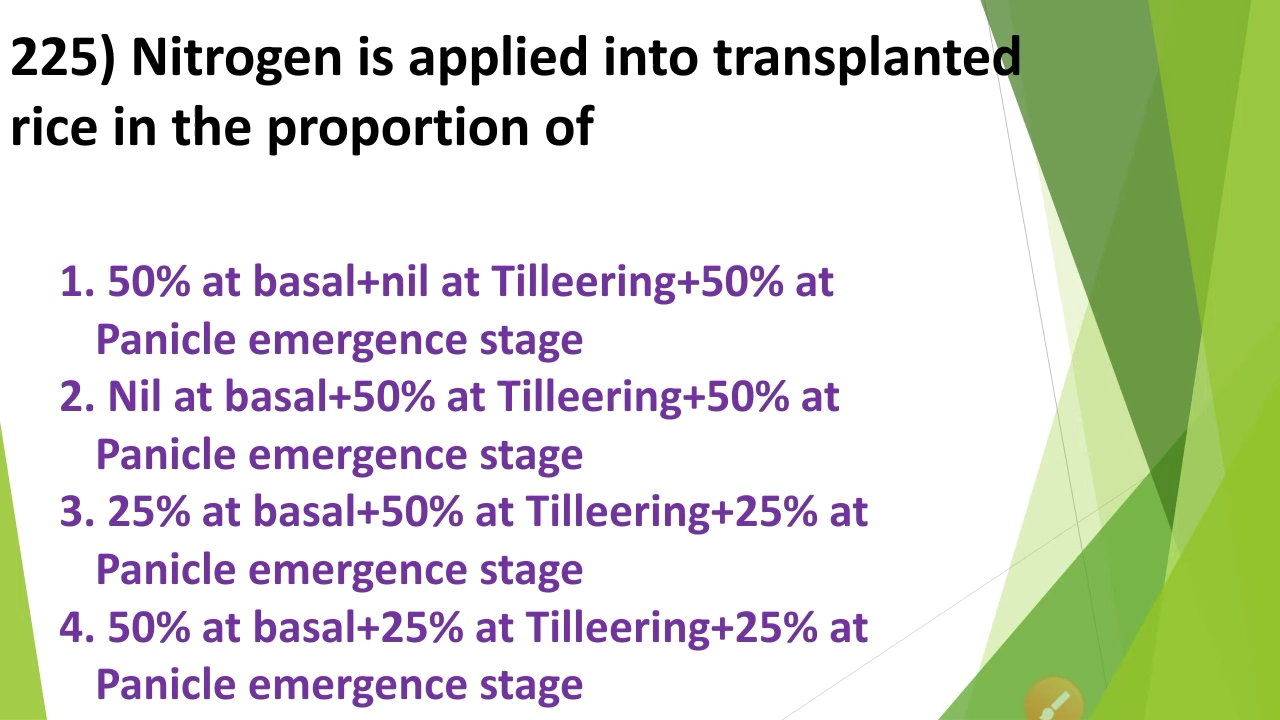 225) Nitrogen is applied into transplanted
rice in the proportion of
1. 50% at basal+nil at Tilleering+50% at
Panicle emergence stage
2. Nil at basal+50% at Tilleering+50% at
Panicle emergence stage
3. 25% at basal+50% at Tilleering+25% at
Panicle emergence stage
4. 50% at basal+25% at Tilleering+25% at
Panicle emergence stage